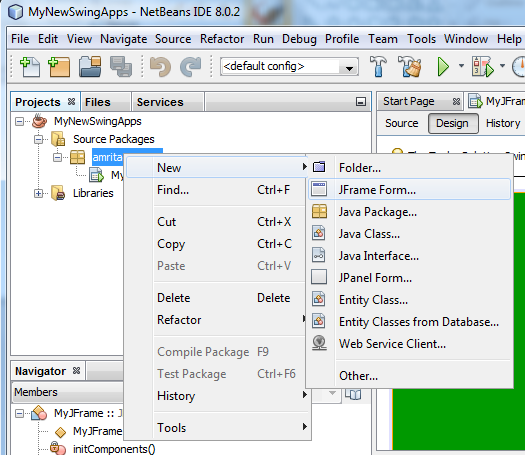 MyNewSwingApps - NetBeans IDE 8.0.2
File Edit View Navigate Source Refactor Run Debug Profile Team Tools Window
<default config>
Projects Files Services
Start Page
MyNewSwingApps
Source Design History
Source Packages
amrita
New
Find... Ctrl+F
Cut Ctrl+X
Copy Ctrl+C
Paste Ctrl+V
Delete Delete
Refactor
Compile Package F9
Test Package Ctrl+F6
History
Tools
Folder...
JFrame Form...
Java Package...
Java Class...
Java Interface...
JPanel Form...
Entity Class...
Entity Classes from Database...
Web Service Client...
Other...
My
Libraries
Navigator
Members
MyJFrame :: J
MyJFrame
initComponents()